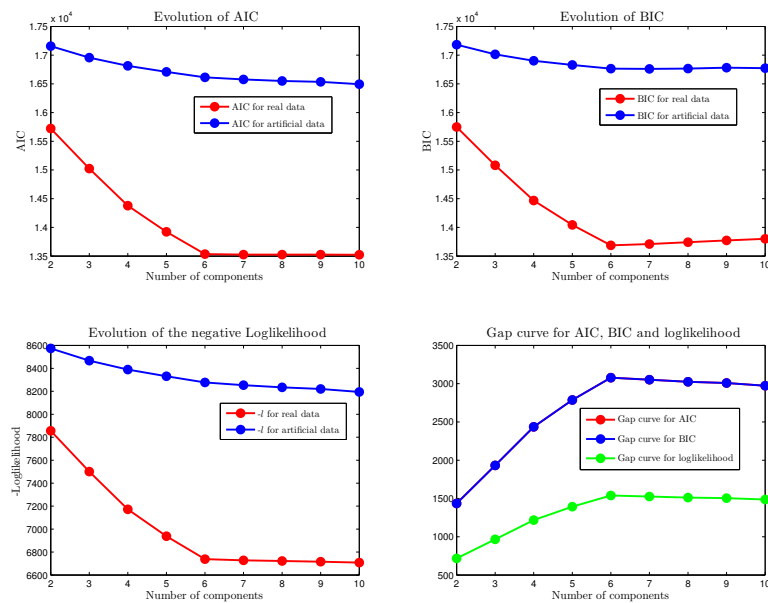 Evolution of AIC
x 10⁴
1.75
1.7
1.65
1.6
1.55
1.5
1.45
1.4
1.35
AIC
AIC for real data
AIC for artificial data
2 3 4 5 6 7 8 9 10
Number of components
Evolution of BIC
x 10⁴
1.75
1.7
1.65
1.6
1.55
1.5
1.45
1.4
1.35
BIC
BIC for real data
BIC for artificial data
2 3 4 5 6 7 8 9 10
Number of components
Evolution of the negative Loglikelihood
8600
8400
8200
8000
7800
7600
7400
7200
7000
6800
6600
-Loglikelihood
-l for real data
-l for artificial data
2 3 4 5 6 7 8 9 10
Number of components
Gap curve for AIC, BIC and loglikelihood
3500
3000
2500
2000
1500
1000
500
Gap curve for AIC
Gap curve for BIC
Gap curve for loglikelihood
2 3 4 5 6 7 8 9 10
Number of components